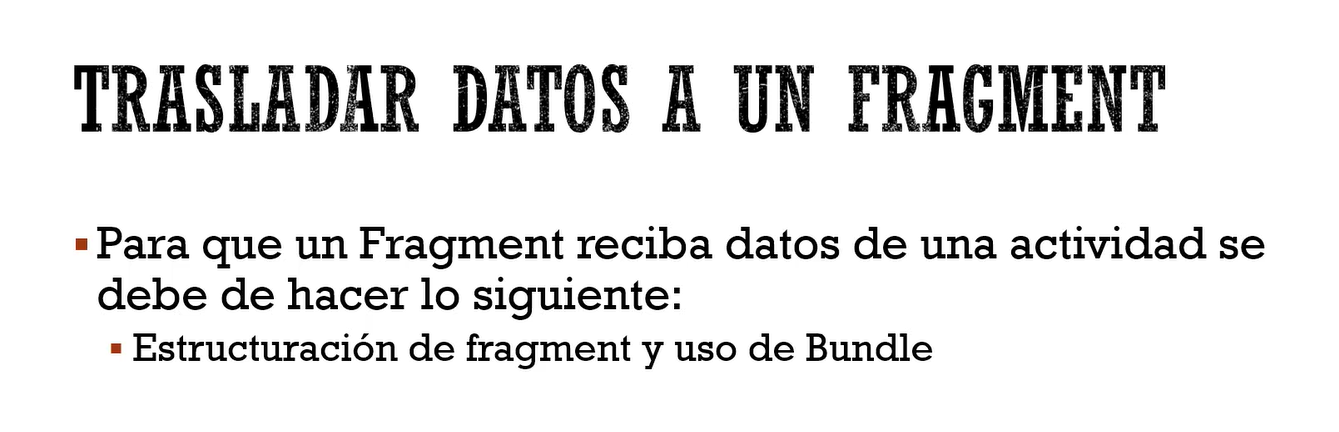 TRASLADAR DATOS A UN FRAGMENT
▪ Para que un Fragment reciba datos de una actividad se
debe de hacer lo siguiente:
▪ Estructuración de fragment y uso de Bundle